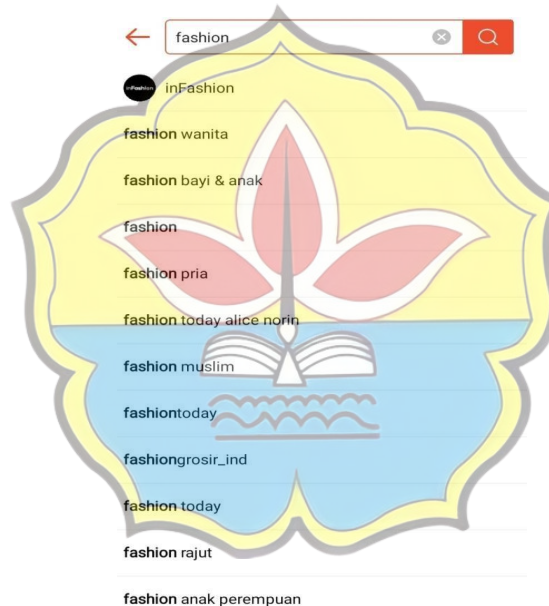 fashion
inFashion
inFashion
fashion wanita
fashion bayi & anak
fashion
fashion pria
fashion today alice norin
fashion muslim
fashiontoday
fashiongrosir_ind
fashion today
fashion rajut
fashion anak perempuan